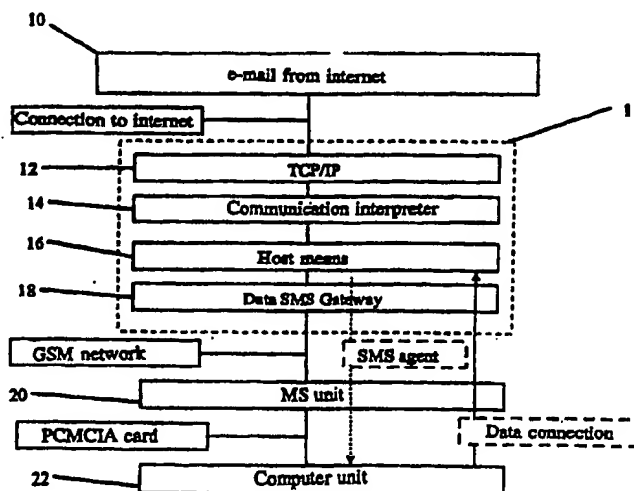 10
e-mail from internet
Connection to internet
1
12
TCP/IP
14
Communication interpreter
16
Host means
18
Data SMS Gateway
GSM network
SMS agent
20
MS unit
PCMCIA card
Data connection
22
Computer unit